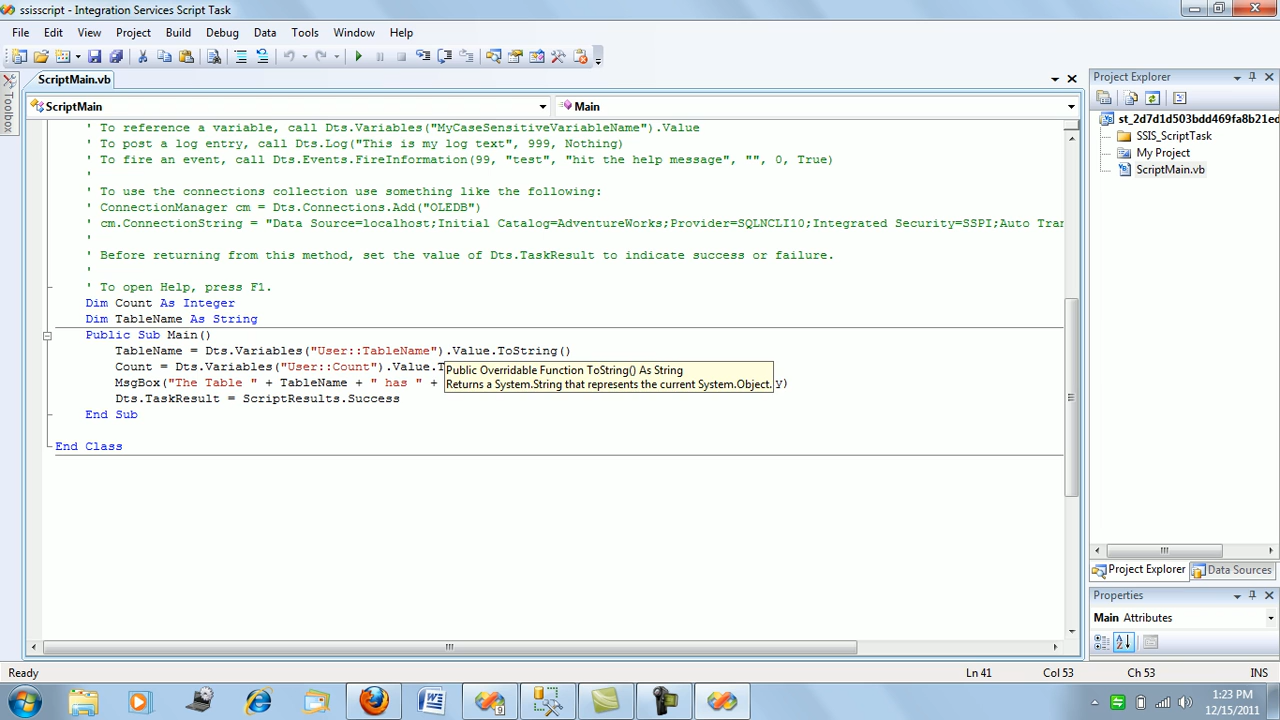 ssisscript - Integration Services Script Task
File Edit View Project Build Debug Data Tools Window Help
ScriptMain.vb
Toolbox
ScriptMain
Main
' To reference a variable, call Dts.Variables("MyCaseSensitiveVariableName").Value
' To post a log entry, call Dts.Log("This is my log text", 999, Nothing)
' To fire an event, call Dts.Events.FireInformation(99, "test", "hit the help message", "", 0, True)
'
' To use the connections collection use something like the following:
' ConnectionManager cm = Dts.Connections.Add("OLEDB")
' cm.ConnectionString = "Data Source=localhost;Initial Catalog=AdventureWorks;Provider=SQLNCLI10;Integrated Security=SSPI;Auto Tran
'
' Before returning from this method, set the value of Dts.TaskResult to indicate success or failure.
'
' To open Help, press F1.
Dim Count As Integer
Dim TableName As String
Public Sub Main()
TableName = Dts.Variables("User::TableName").Value.ToString()
Count = Dts.Variables("User::Count").Value.T
MsgBox("The Table " + TableName + " has " + y)
Dts.TaskResult = ScriptResults.Success
End Sub
End Class
Public Overridable Function ToString() As String
Returns a System.String that represents the current System.Object.
Project Explorer
st_2d7d1d503bdd469fa8b21ed
SSIS_ScriptTask
My Project
ScriptMain.vb
Project Explorer
Data Sources
Properties
Main Attributes
Ready
Ln 41
Col 53
Ch 53
INS
9
1:23 PM
12/15/2011